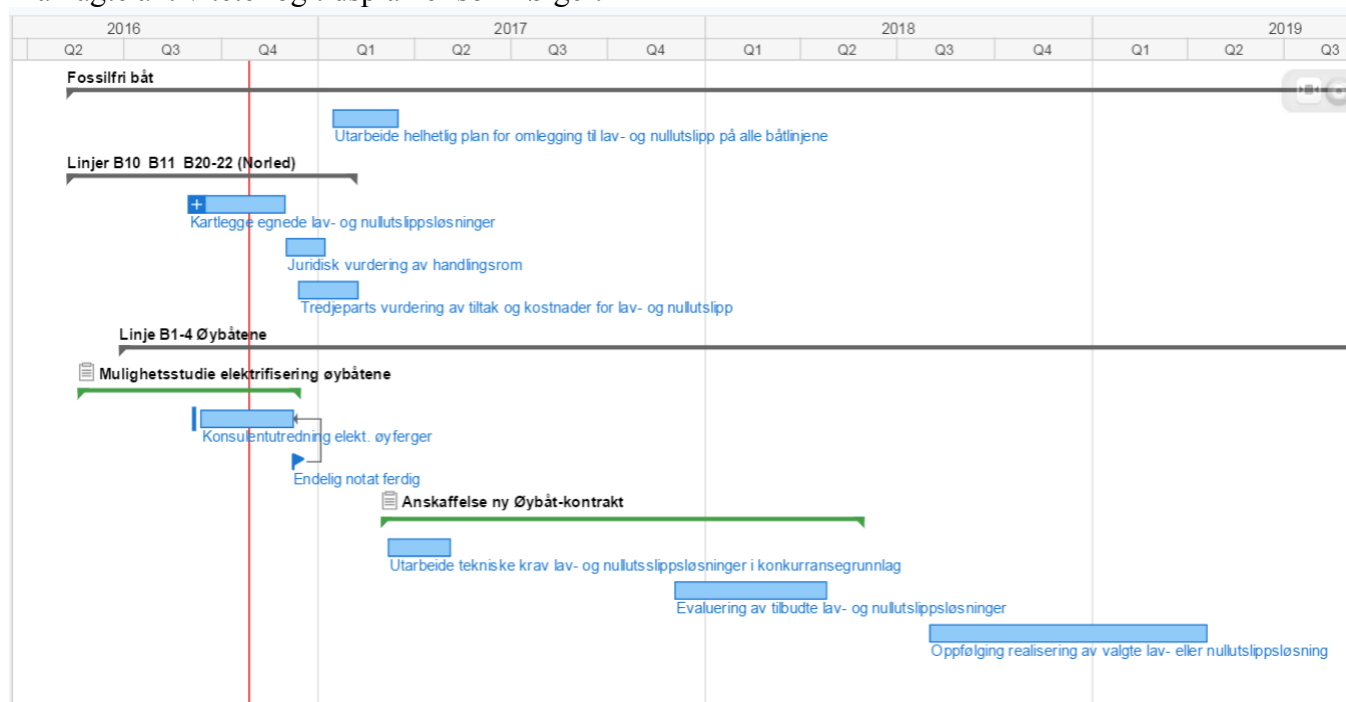 2016 2017 2018 2019
Q2 Q3 Q4 Q1 Q2 Q3 Q4 Q1 Q2 Q3 Q4 Q1 Q2 Q3
Fossilfri båt
Utarbeide helhetlig plan for omlegging til lav- og nullutslipp på alle båtlinjene
Linjer B10 B11 B20-22 (Norled)
Kartlegge egnede lav- og nullutslippsløsninger
Juridisk vurdering av handlingsrom
Tredjeparts vurdering av tiltak og kostnader for lav- og nullutslipp
Linje B1-4 Øybåtene
Mulighetsstudie elektrifisering øybåtene
Konsulentutredning elekt. øyferger
Endelig notat ferdig
Anskaffelse ny Øybåt-kontrakt
Utarbeide tekniske krav lav- og nullutsslippsløsninger i konkurransegrunnlag
Evaluering av tilbudte lav- og nullutslippsløsninger
Oppfølging realisering av valgte lav- eller nullutslippsløsning